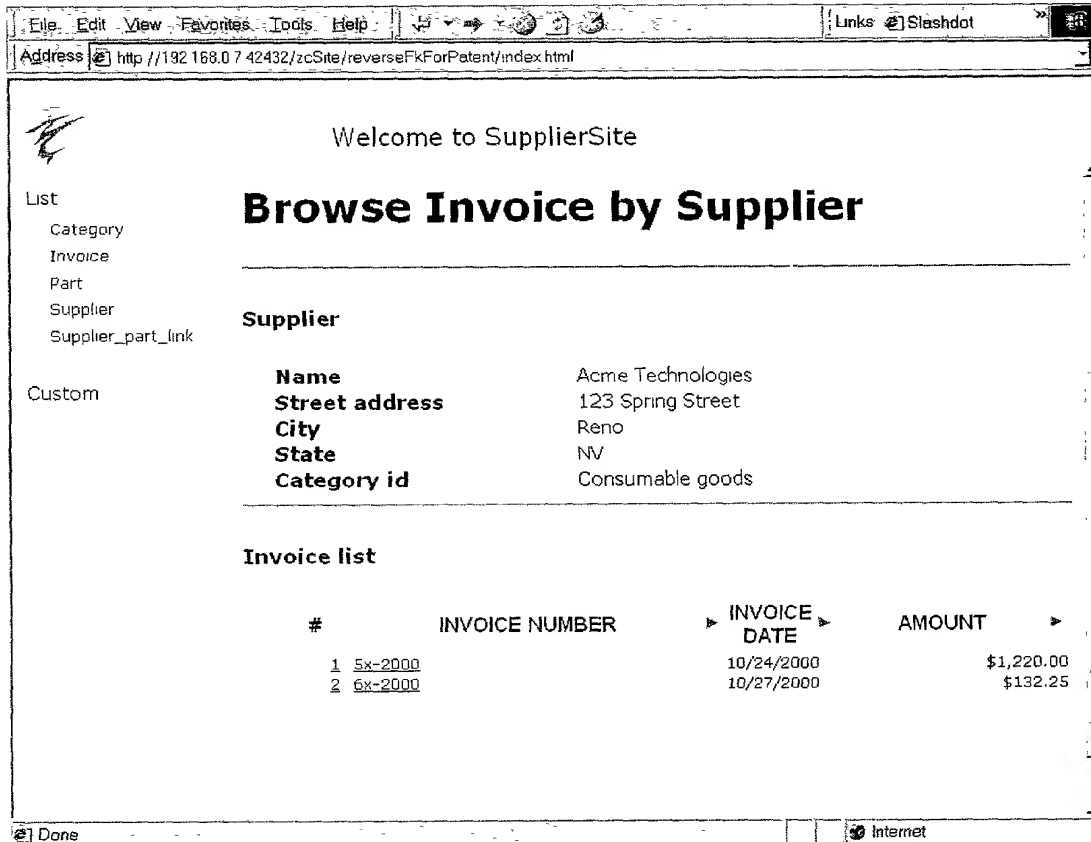 File Edit View Favorites Tools Help Links Slashdot »
Address http //192 168.0 7 42432/zcSite/reverseFkForPatent/index html
Welcome to SupplierSite
List
Browse Invoice by Supplier
Category
Invoice
Part
Supplier
Supplier_part_link
Custom
Supplier
Name Acme Technologies
Street address 123 Spring Street
City Reno
State NV
Category id Consumable goods
Invoice list
# INVOICE NUMBER INVOICE DATE AMOUNT
1 5x-2000 10/24/2000 $1,220.00
2 6x-2000 10/27/2000 $132.25
Done Internet